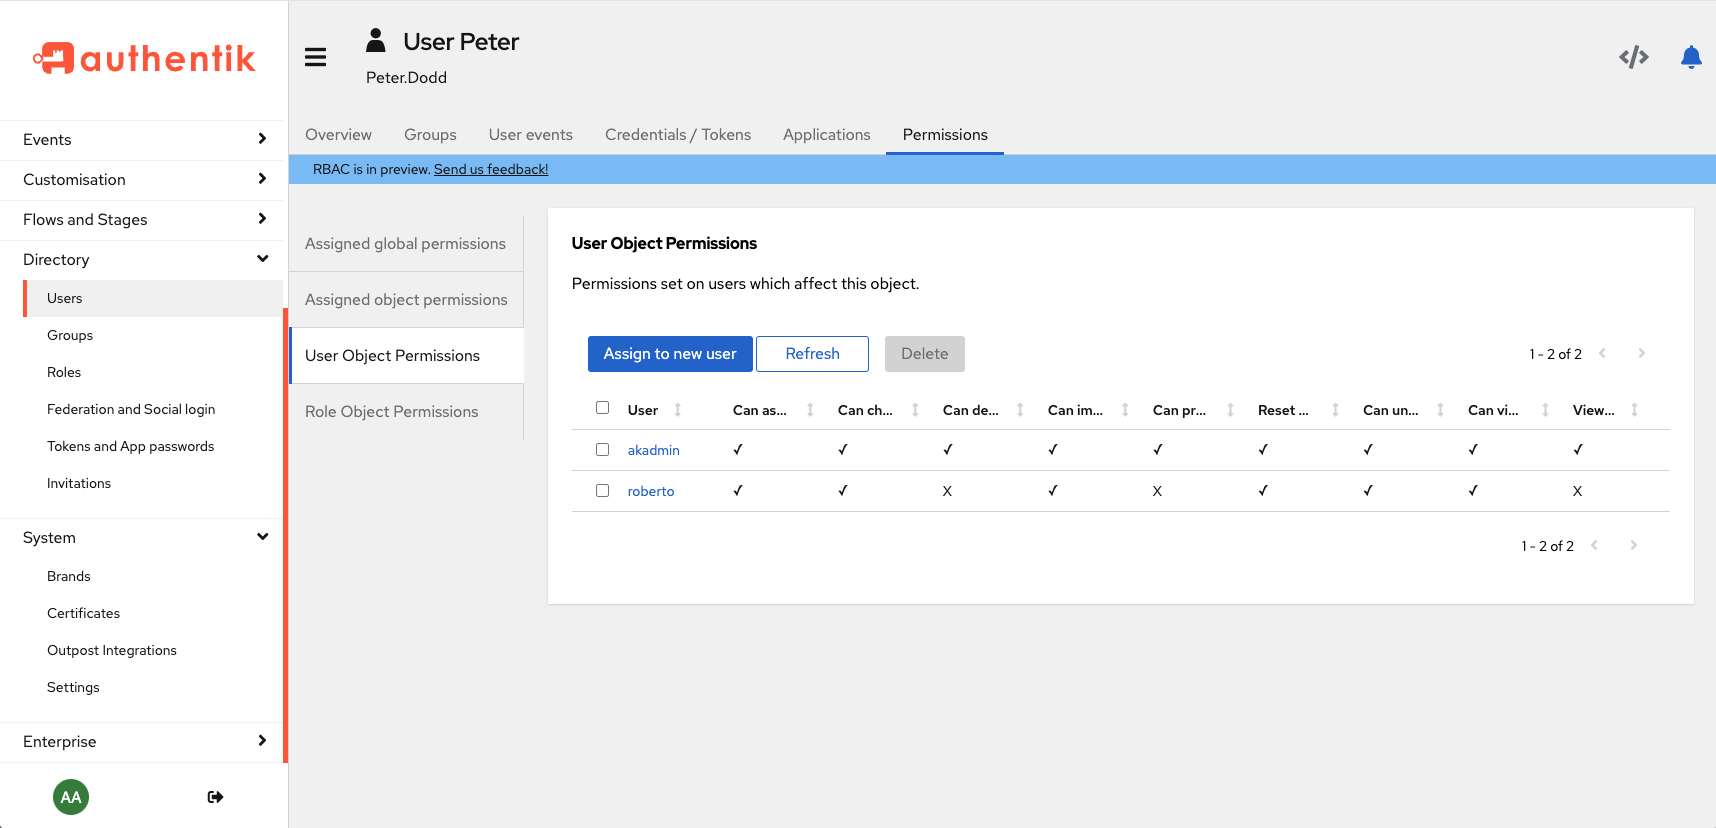 authentik
Events
Customisation
Flows and Stages
Directory
Users
Groups
Roles
Federation and Social login
Tokens and App passwords
Invitations
System
Brands
Certificates
Outpost Integrations
Settings
Enterprise
AA
User Peter
Peter.Dodd
Overview Groups User events Credentials / Tokens Applications Permissions
RBAC is in preview. Send us feedback!
Assigned global permissions
Assigned object permissions
User Object Permissions
Role Object Permissions
User Object Permissions
Permissions set on users which affect this object.
Assign to new user Refresh Delete 1 - 2 of 2
User Can as... Can ch... Can de... Can im... Can pr... Reset ... Can un... Can vi... View...
akadmin ✓ ✓ ✓ ✓ ✓ ✓ ✓ ✓ ✓
roberto ✓ ✓ X ✓ X ✓ ✓ ✓ X
1 - 2 of 2